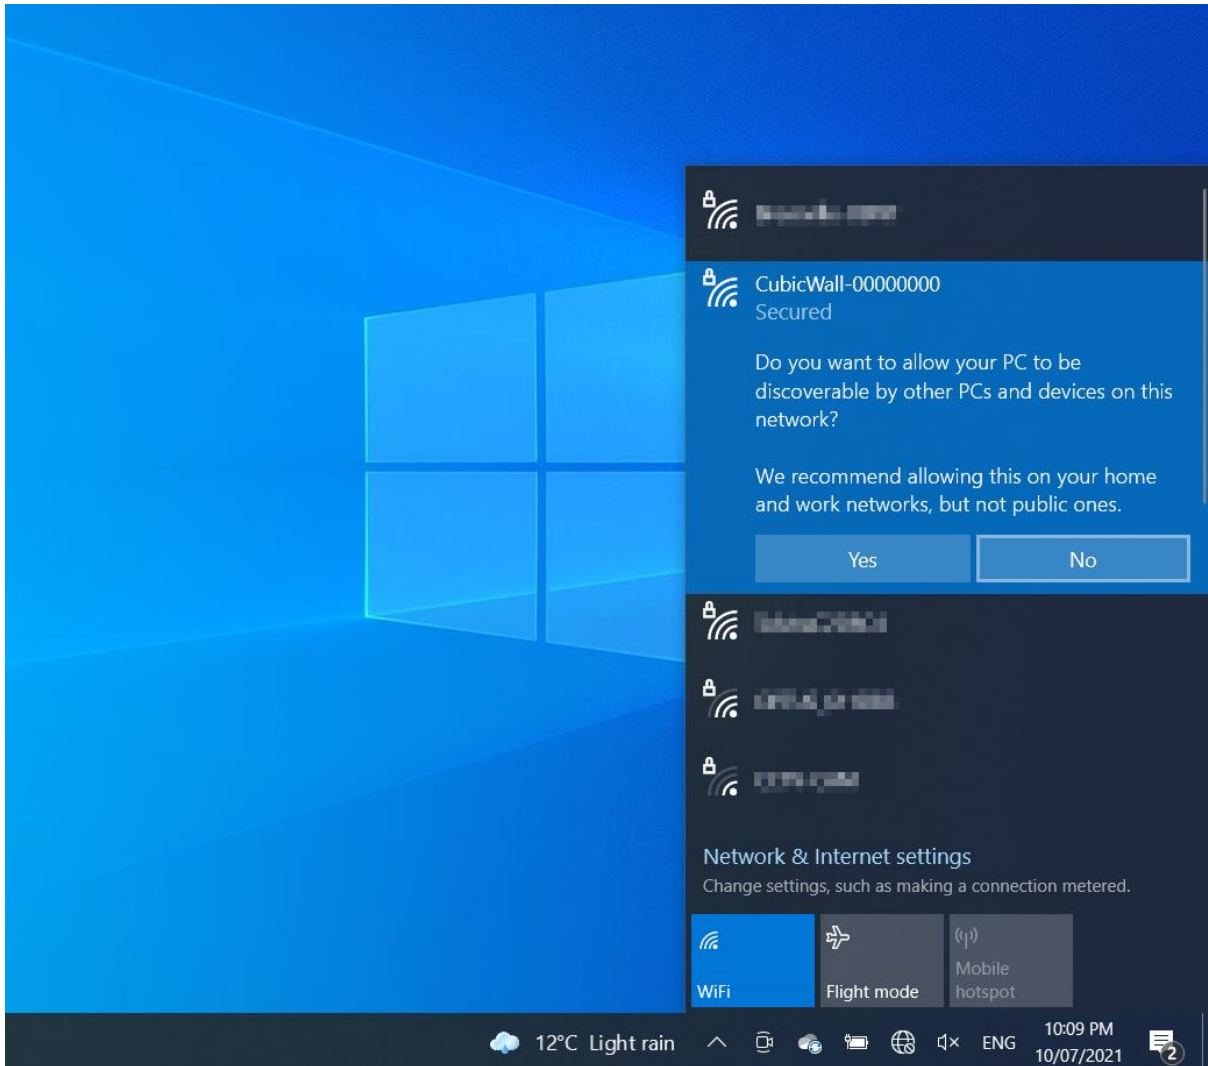 CubicWall-00000000
Secured
Do you want to allow your PC to be
discoverable by other PCs and devices on this
network?
We recommend allowing this on your home
and work networks, but not public ones.
Yes
No
Network & Internet settings
Change settings, such as making a connection metered.
WiFi
Flight mode
Mobile
hotspot
12°C Light rain
ENG
10:09 PM
10/07/2021
2